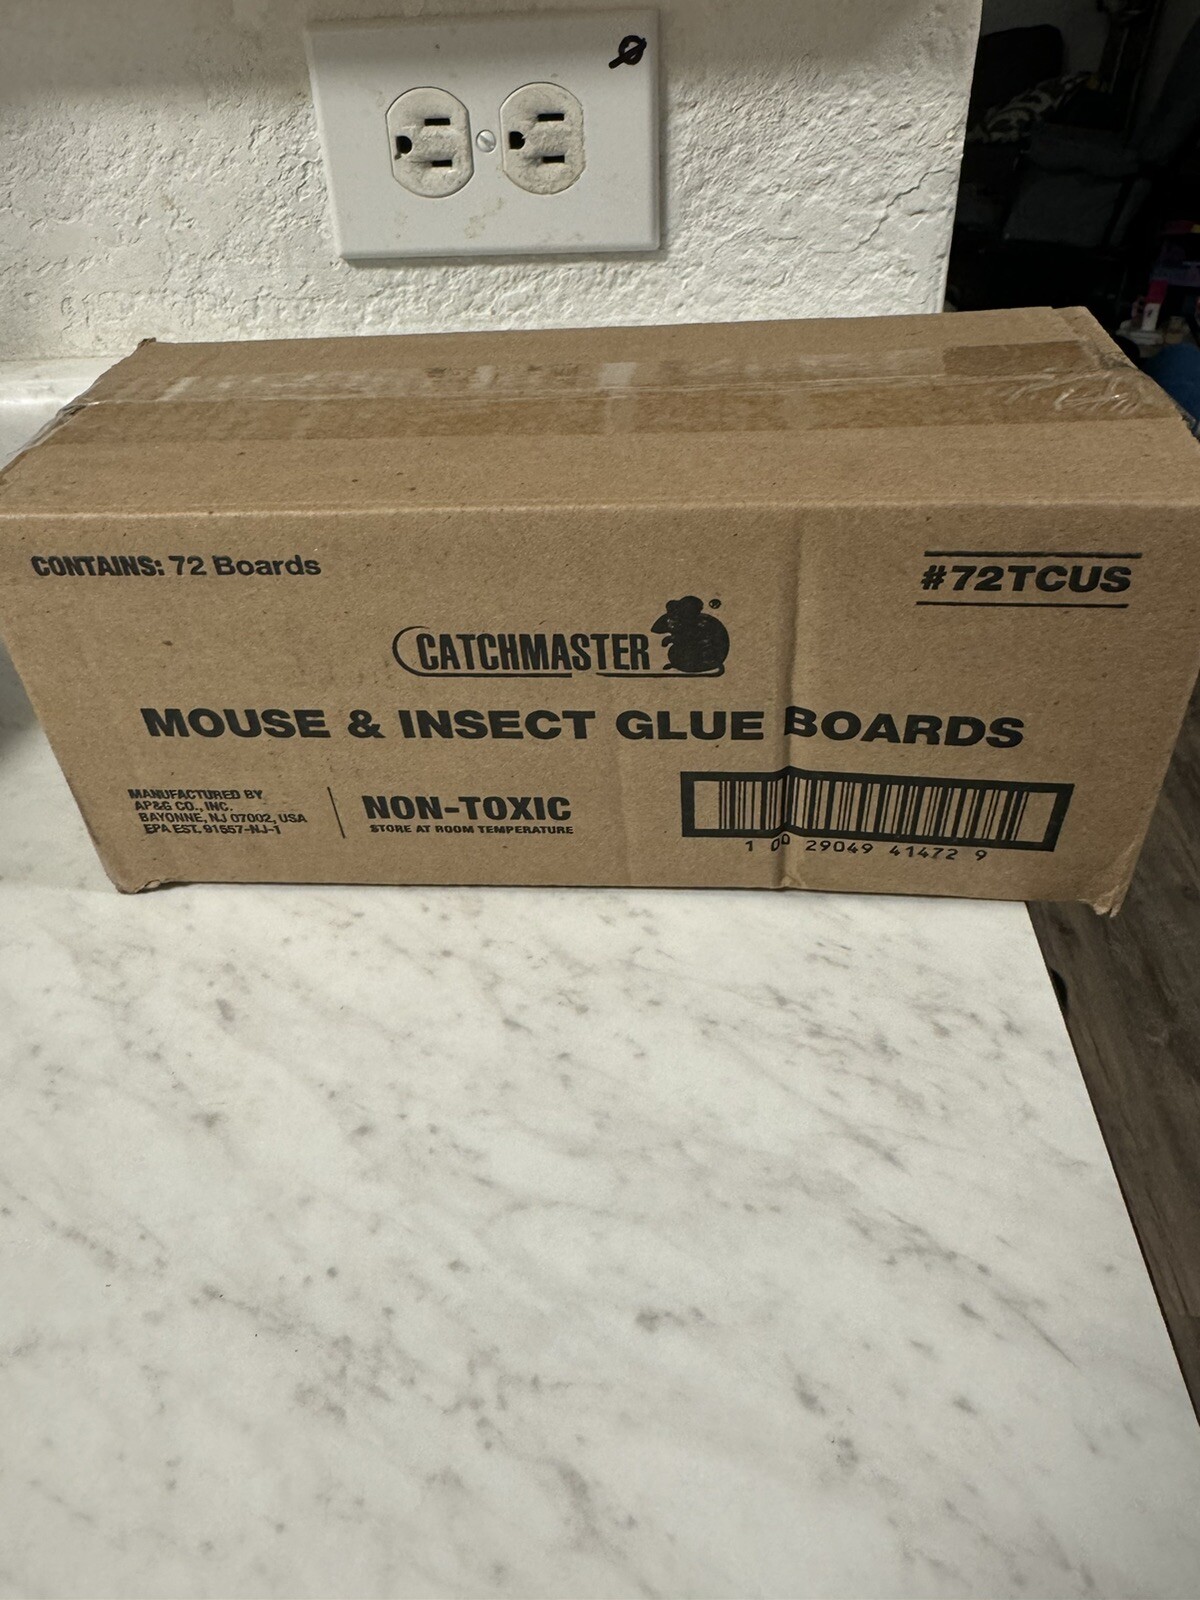 CONTAINS: 72 Boards
#72TCUS
CATCHMASTER®
MOUSE & INSECT GLUE BOARDS
MANUFACTURED BY
AP&G CO., INC.
BAYONNE, NJ 07002, USA
EPA EST. 91557-NJ-1
NON-TOXIC
STORE AT ROOM TEMPERATURE
1 00 29049 41472 9